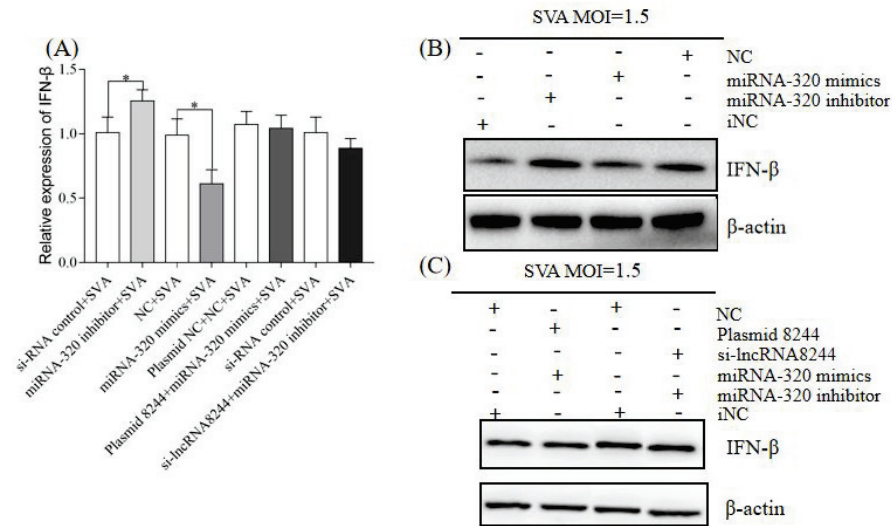 (A)
Relative expression of IFN-β
1.5
1.0
0.5
0.0
*
*
si-RNA control+SVA
miRNA-320 inhibitor+SVA
NC+SVA
miRNA-320 mimics+SVA
Plasmid NC+NC+SVA
Plasmid 8244+miRNA-320 mimics+SVA
si-RNA control+SVA
si-lncRNA8244+miRNA-320 inhibitor+SVA
SVA MOI=1.5
(B)
- - - + NC
- - + - miRNA-320 mimics
- + - - miRNA-320 inhibitor
+ - - - iNC
IFN-β
β-actin
(C)
SVA MOI=1.5
+ - + - NC
- + - - Plasmid 8244
- - - + si-lncRNA8244
- + - - miRNA-320 mimics
- - - + miRNA-320 inhibitor
+ - + - iNC
IFN-β
β-actin